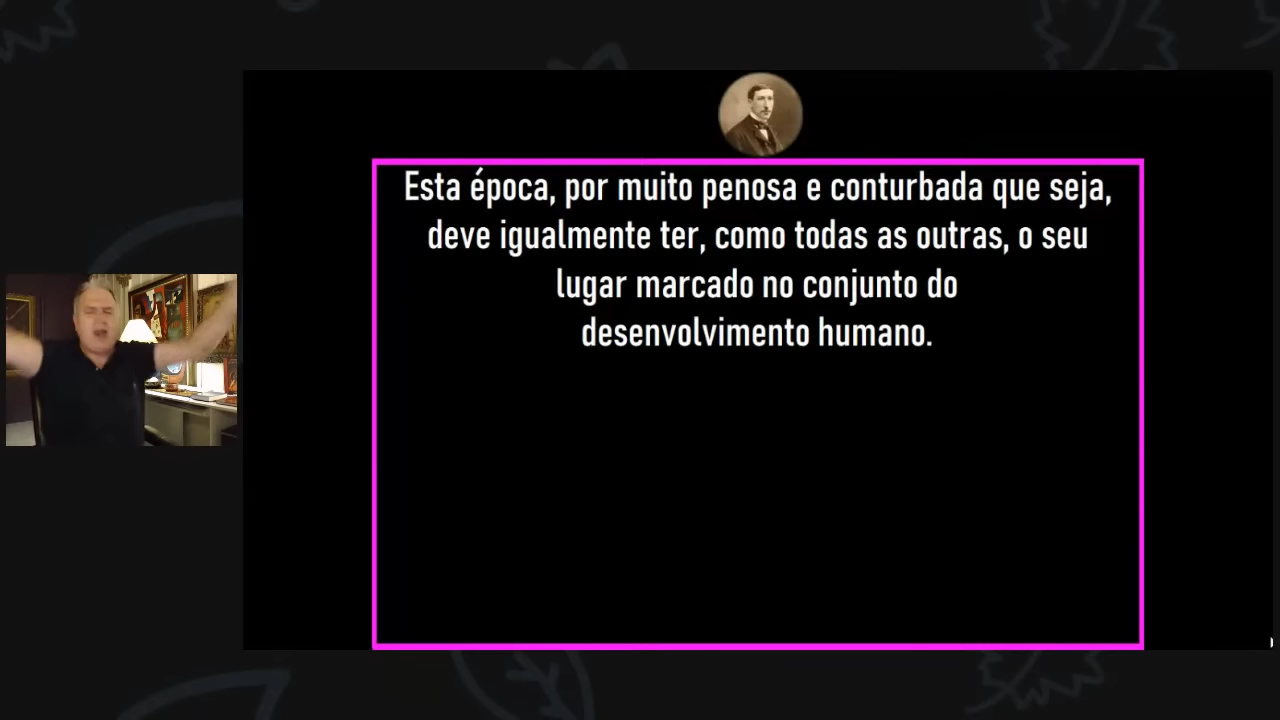 Esta época, por muito penosa e conturbada que seja,
deve igualmente ter, como todas as outras, o seu
lugar marcado no conjunto do
desenvolvimento humano.